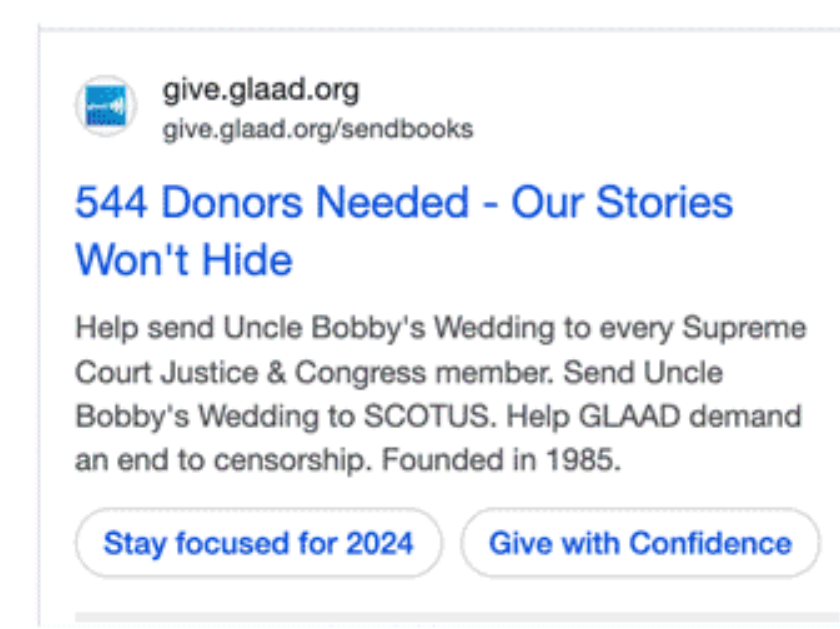 give.glaad.org
give.glaad.org/sendbooks
544 Donors Needed - Our Stories
Won't Hide
Help send Uncle Bobby's Wedding to every Supreme
Court Justice & Congress member. Send Uncle
Bobby's Wedding to SCOTUS. Help GLAAD demand
an end to censorship. Founded in 1985.
Stay focused for 2024
Give with Confidence